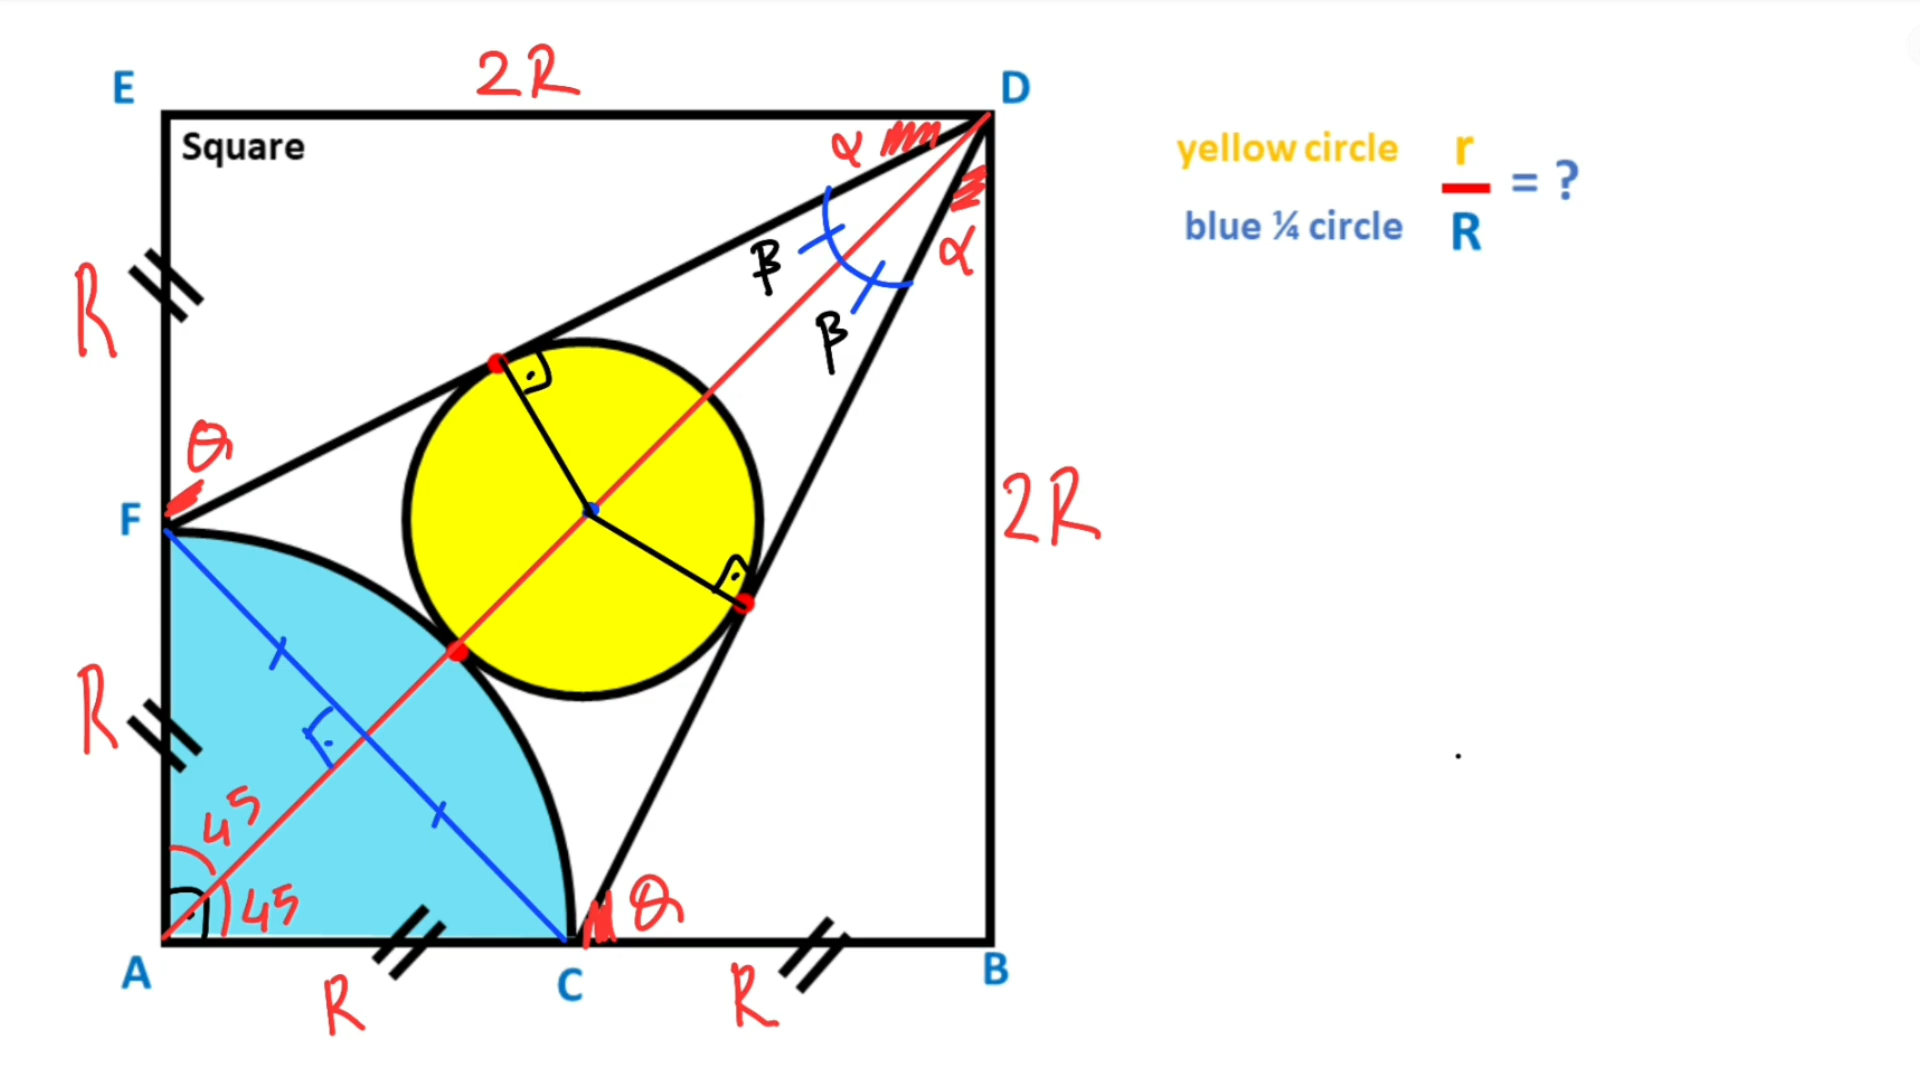 2R
E
D
Square
α
α
yellow circle r
= ?
blue ¼ circle R
β
β
R
θ
F
2R
R
45
45
θ
A
R
C
R
B